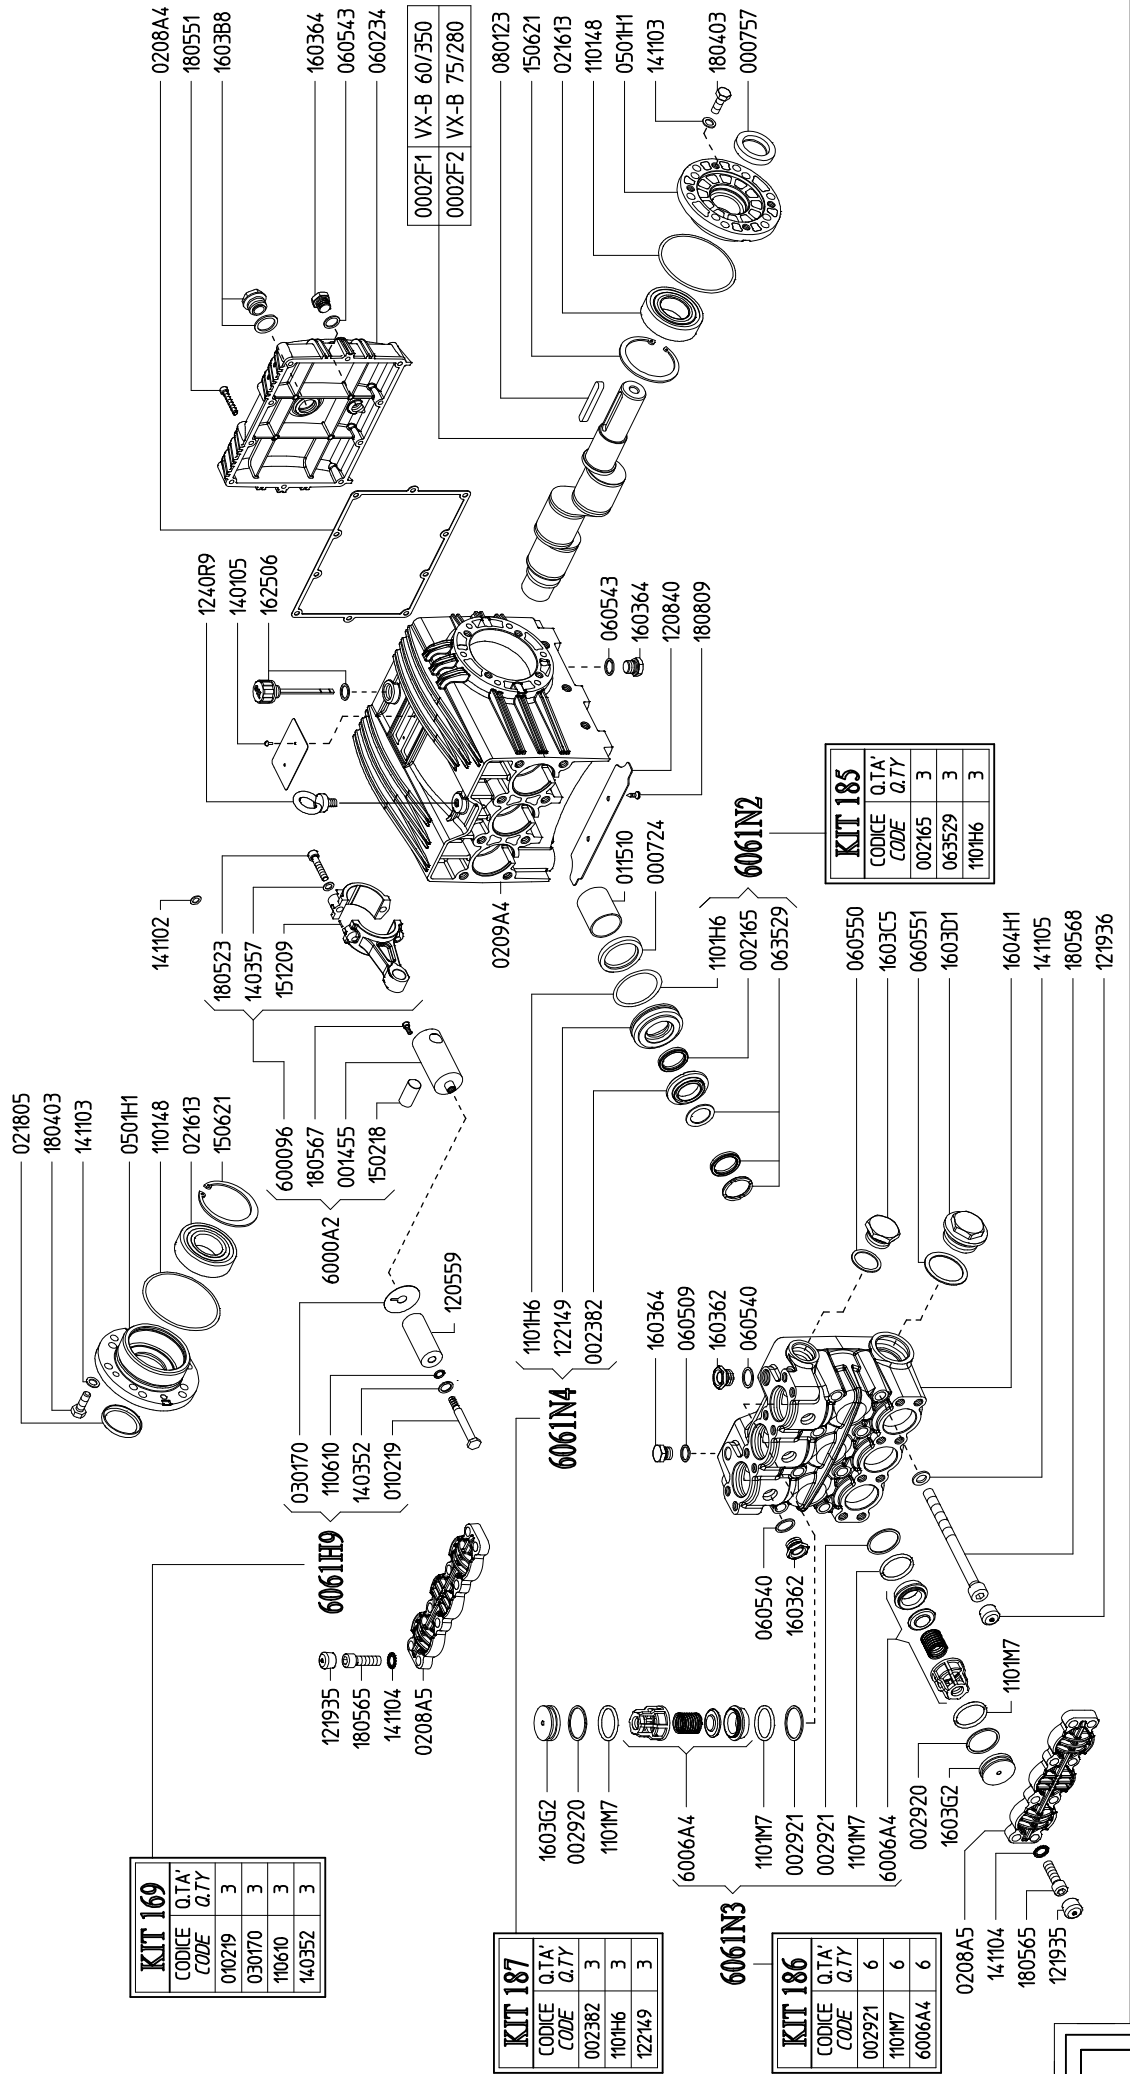 0208A4
180551
1603B8
160364
060543
060234
0002F1 VX-B 60/350
0002F2 VX-B 75/280
080123
150621
021613
110148
0501H1
141103
180403
000757
1240R9
140105
162506
060543
160364
120840
180809
141102
180523
140357
151209
0209A4
011510
000724
1101H6
002165
063529
6061N2
KIT 185
CODICE Q.TA'
CODE Q.TY
002165 3
063529 3
1101H6 3
021805
180403
141103
0501H1
110148
021613
150621
600096
180567
001455
150218
6000A2
1101H6
122149
002382
6061N4
060550
1603C5
060551
1603D1
1604H1
141105
180568
121936
030170
110610
140352
010219
120559
6061H9
160364
060509
160362
060540
060540
160362
121935
180565
141104
0208A5
1603G2
002920
1101M7
6006A4
1101M7
002921
002921
1101M7
6006A4
002920
1603G2
1101M7
6061N3
0208A5
141104
180565
121935
KIT 169
CODICE Q.TA'
CODE Q.TY
010219 3
030170 3
110610 3
140352 3
KIT 187
CODICE Q.TA'
CODE Q.TY
002382 3
1101H6 3
122149 3
KIT 186
CODICE Q.TA'
CODE Q.TY
002921 6
1101M7 6
6006A4 6